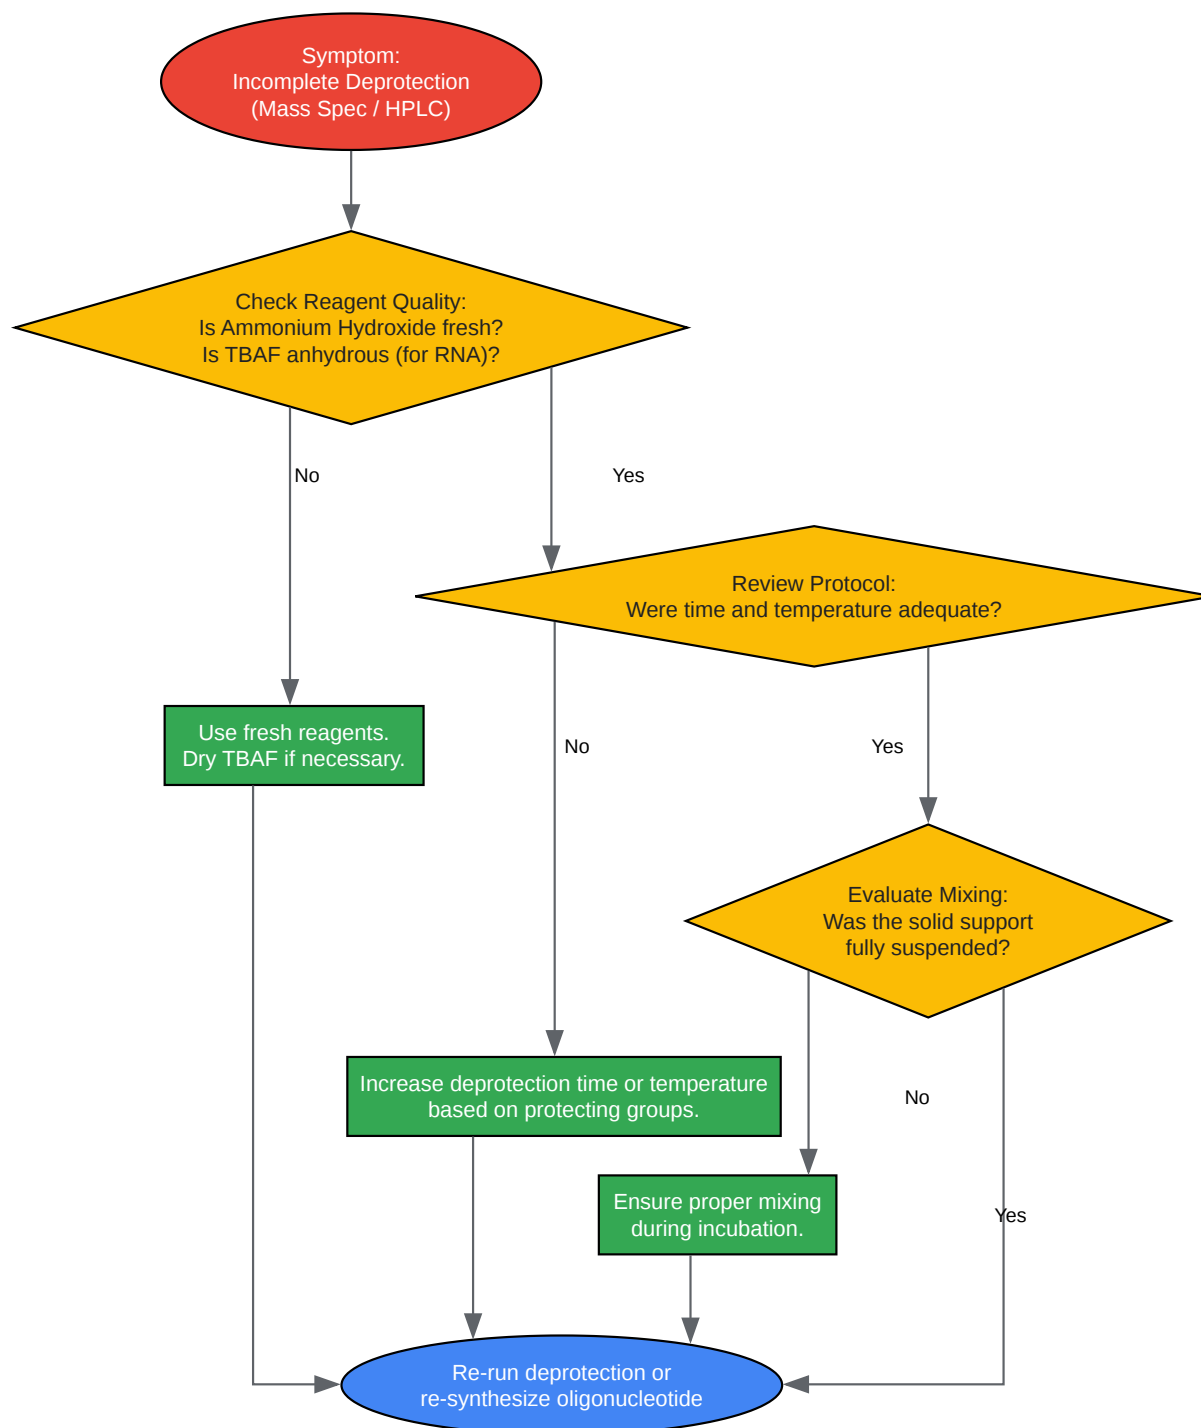 Symptom:
Incomplete Deprotection
(Mass Spec / HPLC)
Check Reagent Quality:
Is Ammonium Hydroxide fresh?
Is TBAF anhydrous (for RNA)?
No
Yes
Review Protocol:
Were time and temperature adequate?
Use fresh reagents.
Dry TBAF if necessary.
No
Yes
Evaluate Mixing:
Was the solid support
fully suspended?
Increase deprotection time or temperature
based on protecting groups.
No
Ensure proper mixing
during incubation.
Yes
Re-run deprotection or
re-synthesize oligonucleotide